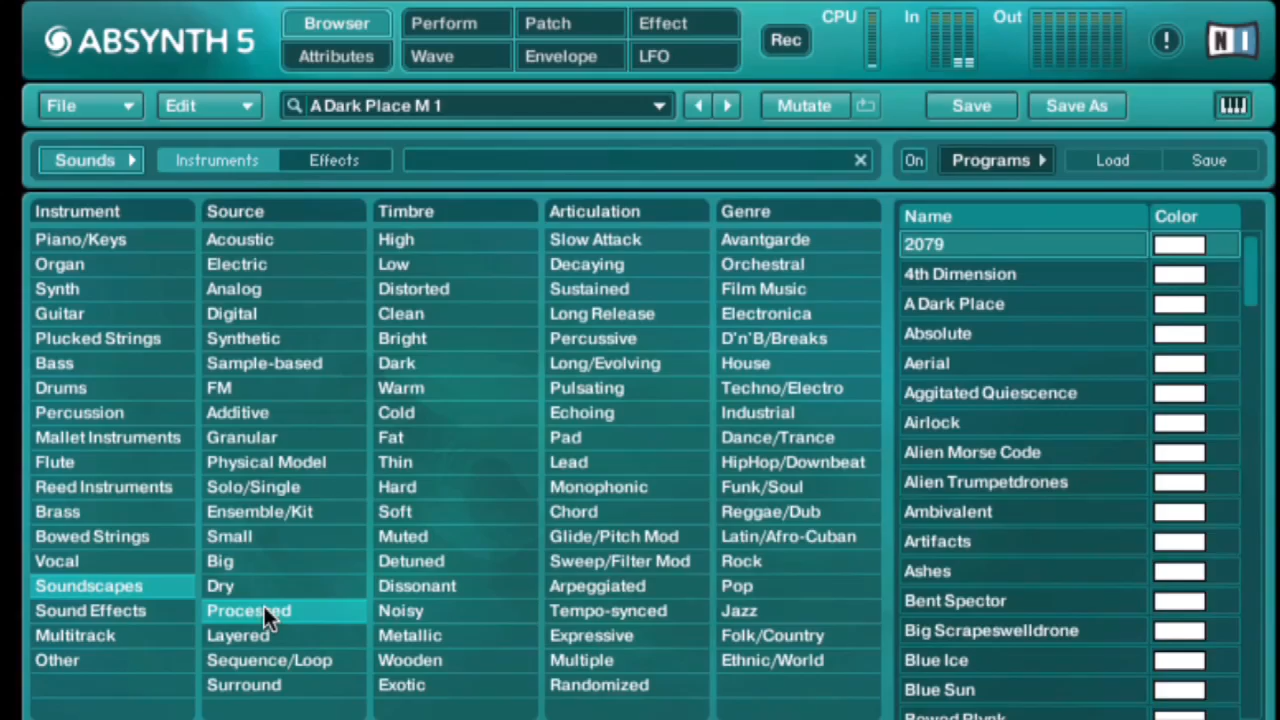 ABSYNTH 5
Browser
Attributes
Perform Patch Effect
Wave Envelope LFO
Rec
CPU
In
Out
!
NI
File
Edit
A Dark Place M 1
Mutate
Save
Save As
Sounds
Instruments
Effects
On
Programs
Load
Save
Instrument
Piano/Keys
Organ
Synth
Guitar
Plucked Strings
Bass
Drums
Percussion
Mallet Instruments
Flute
Reed Instruments
Brass
Bowed Strings
Vocal
Soundscapes
Sound Effects
Multitrack
Other
Source
Acoustic
Electric
Analog
Digital
Synthetic
Sample-based
FM
Additive
Granular
Physical Model
Solo/Single
Ensemble/Kit
Small
Big
Dry
Processed
Layered
Sequence/Loop
Surround
Timbre
High
Low
Distorted
Clean
Bright
Dark
Warm
Cold
Fat
Thin
Hard
Soft
Muted
Detuned
Dissonant
Noisy
Metallic
Wooden
Exotic
Articulation
Slow Attack
Decaying
Sustained
Long Release
Percussive
Long/Evolving
Pulsating
Echoing
Pad
Lead
Monophonic
Chord
Glide/Pitch Mod
Sweep/Filter Mod
Arpeggiated
Tempo-synced
Expressive
Multiple
Randomized
Genre
Avantgarde
Orchestral
Film Music
Electronica
D'n'B/Breaks
House
Techno/Electro
Industrial
Dance/Trance
HipHop/Downbeat
Funk/Soul
Reggae/Dub
Latin/Afro-Cuban
Rock
Pop
Jazz
Folk/Country
Ethnic/World
Name Color
2079
4th Dimension
A Dark Place
Absolute
Aerial
Aggitated Quiescence
Airlock
Alien Morse Code
Alien Trumpetdrones
Ambivalent
Artifacts
Ashes
Bent Spector
Big Scrapeswelldrone
Blue Ice
Blue Sun